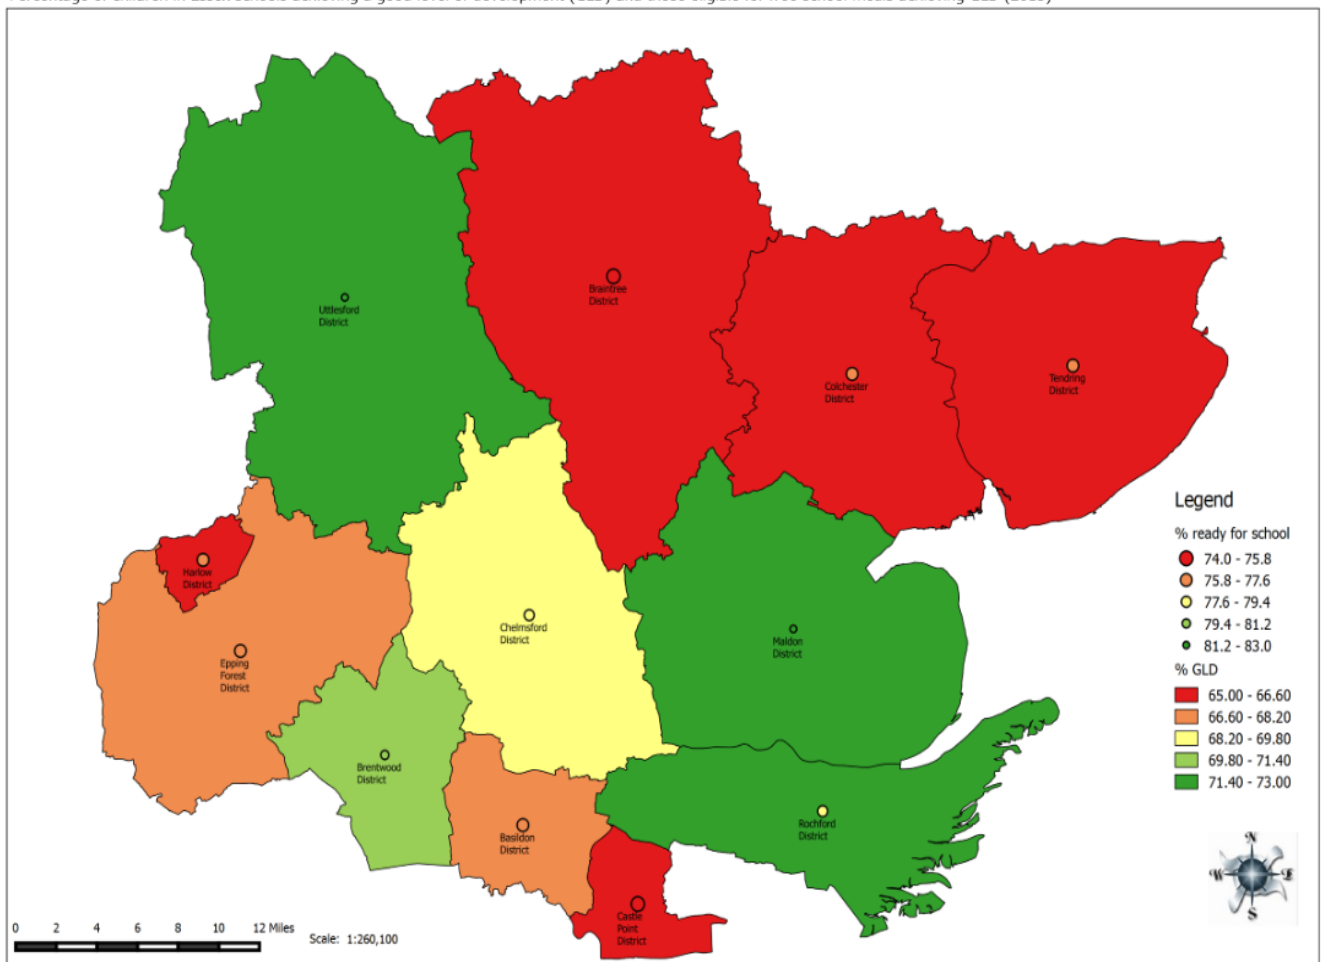 Uttlesford
District
Braintree
District
Colchester
District
Tendring
District
Harlow
District
Epping
Forest
District
Chelmsford
District
Maldon
District
Brentwood
District
Basildon
District
Rochford
District
Castle
Point
District
Legend
% ready for school
74.0 - 75.8
75.8 - 77.6
77.6 - 79.4
79.4 - 81.2
81.2 - 83.0
% GLD
65.00 - 66.60
66.60 - 68.20
68.20 - 69.80
69.80 - 71.40
71.40 - 73.00
N
W E
S
0 2 4 6 8 10 12 Miles
Scale: 1:260,100